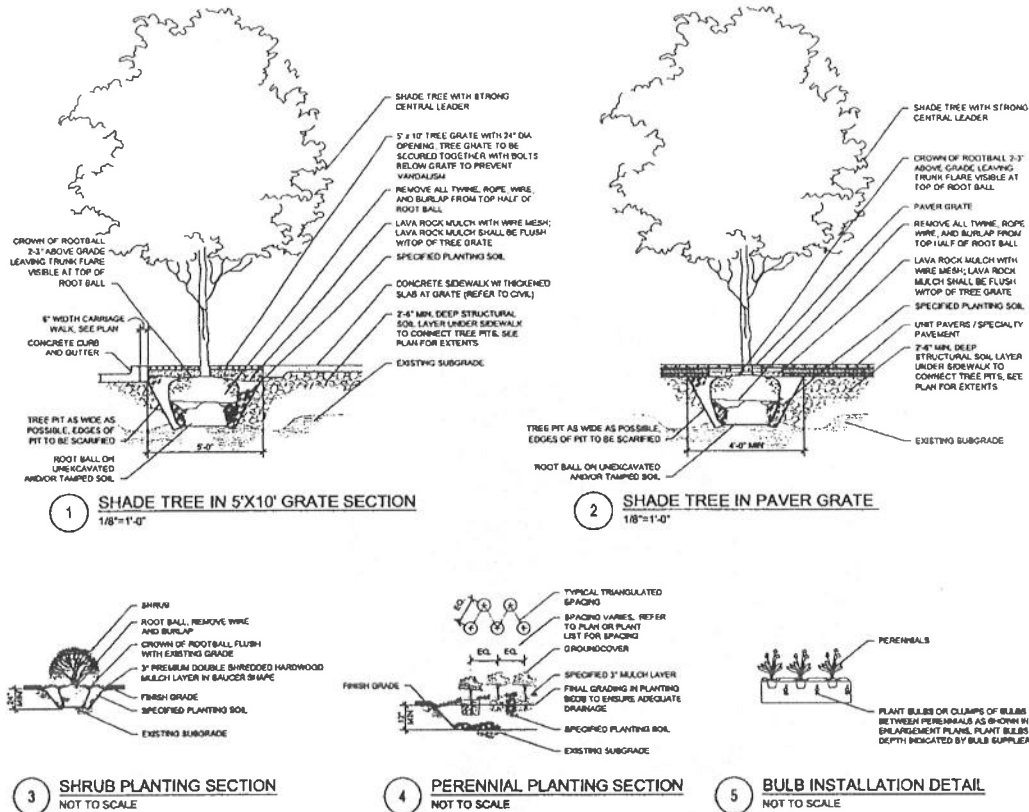 SHADE TREE WITH STRONG
CENTRAL LEADER
5' x 10' TREE GRATE WITH 24" DIA
OPENING, TREE GRATE TO BE
SECURED TOGETHER WITH BOLTS
BELOW GRATE TO PREVENT
VANDALISM
REMOVE ALL TWINE, ROPE, WIRE,
AND BURLAP FROM TOP HALF OF
ROOT BALL
LAVA ROCK MULCH WITH WIRE MESH;
LAVA ROCK MULCH SHALL BE FLUSH
W/TOP OF TREE GRATE
SPECIFIED PLANTING SOIL
CONCRETE SIDEWALK W/ THICKENED
SLAB AT GRATE (REFER TO CIVIL)
2'-6" MIN. DEEP STRUCTURAL
SOIL LAYER UNDER SIDEWALK
TO CONNECT TREE PITS, SEE
PLAN FOR EXTENTS
EXISTING SUBGRADE
CROWN OF ROOTBALL
2-3" ABOVE GRADE
LEAVING TRUNK FLARE
VISIBLE AT TOP OF
ROOT BALL
6" WIDTH CARRIAGE
WALK, SEE PLAN
CONCRETE CURB
AND GUTTER
TREE PIT AS WIDE AS
POSSIBLE, EDGES OF
PIT TO BE SCARIFIED
ROOT BALL ON
UNEXCAVATED
AND/OR TAMPED SOIL
5'-0"
1 SHADE TREE IN 5'X10' GRATE SECTION
1/8"=1'-0"
SHADE TREE WITH STRONG
CENTRAL LEADER
CROWN OF ROOTBALL 2-3"
ABOVE GRADE LEAVING
TRUNK FLARE VISIBLE AT
TOP OF ROOT BALL
PAVER GRATE
REMOVE ALL TWINE, ROPE
WIRE, AND BURLAP FROM
TOP HALF OF ROOT BALL
LAVA ROCK MULCH WITH
WIRE MESH; LAVA ROCK
MULCH SHALL BE FLUSH
W/TOP OF TREE GRATE
SPECIFIED PLANTING SOIL
UNIT PAVERS / SPECIALTY
PAVEMENT
2'-6" MIN. DEEP
STRUCTURAL SOIL LAYER
UNDER SIDEWALK TO
CONNECT TREE PITS, SEE
PLAN FOR EXTENTS
EXISTING SUBGRADE
TREE PIT AS WIDE AS POSSIBLE,
EDGES OF PIT TO BE SCARIFIED
ROOT BALL ON UNEXCAVATED
AND/OR TAMPED SOIL
4'-0" MIN
2 SHADE TREE IN PAVER GRATE
1/8"=1'-0"
SHRUB
ROOT BALL, REMOVE WIRE
AND BURLAP
CROWN OF ROOTBALL FLUSH
WITH EXISTING GRADE
3" PREMIUM DOUBLE SHREDDED HARDWOOD
MULCH LAYER IN SAUCER SHAPE
FINISH GRADE
SPECIFIED PLANTING SOIL
EXISTING SUBGRADE
24"
MIN
3 SHRUB PLANTING SECTION
NOT TO SCALE
TYPICAL TRIANGULATED
SPACING
SPACING VARIES, REFER
TO PLAN OR PLANT
LIST FOR SPACING
GROUNDCOVER
SPECIFIED 3" MULCH LAYER
FINAL GRADING IN PLANTING
BEDS TO ENSURE ADEQUATE
DRAINAGE
SPECIFIED PLANTING SOIL
EXISTING SUBGRADE
EQ.
EQ. EQ.
FINISH GRADE
12"
MIN
4 PERENNIAL PLANTING SECTION
NOT TO SCALE
PERENNIALS
PLANT BULBS OR CLUMPS OF BULBS
BETWEEN PERENNIALS AS SHOWN IN
ENLARGEMENT PLANS, PLANT BULBS
DEPTH INDICATED BY BULB SUPPLIER
5 BULB INSTALLATION DETAIL
NOT TO SCALE